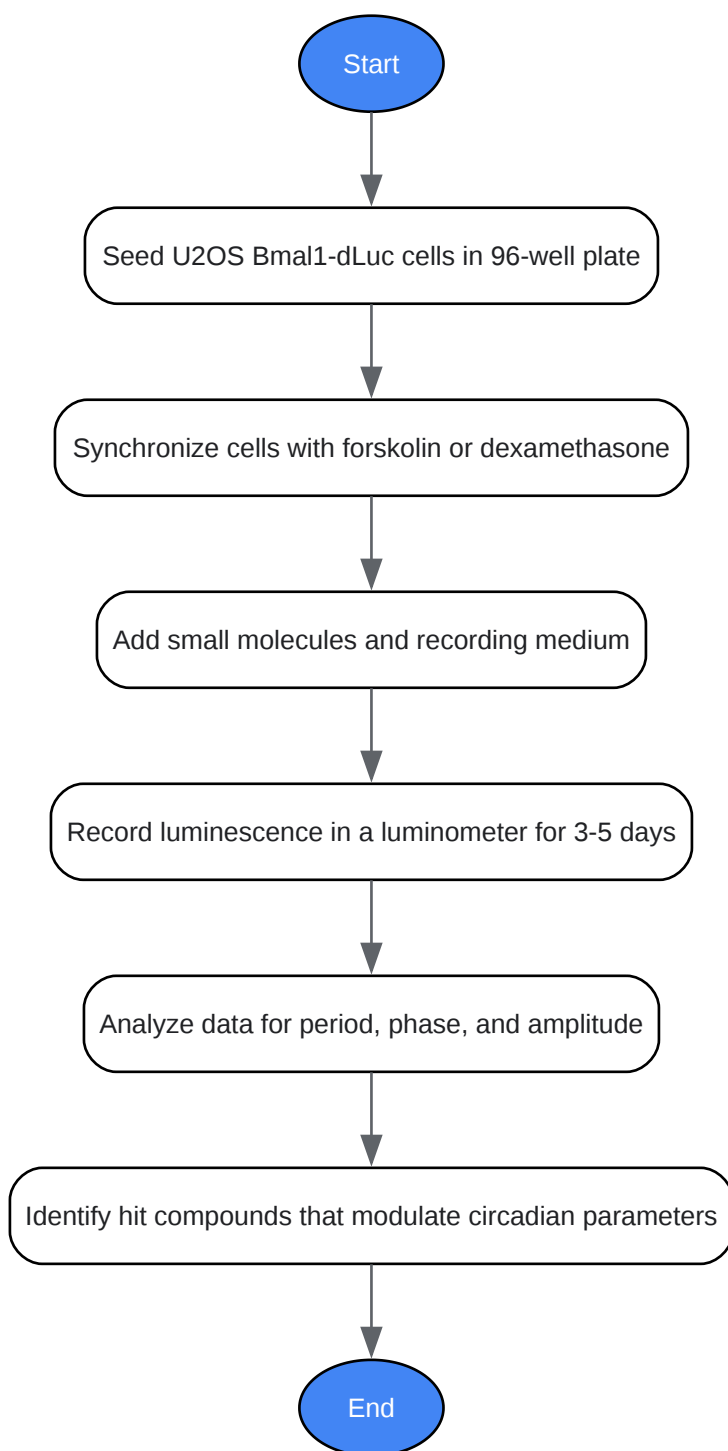 Start
Seed U2OS Bmal1-dLuc cells in 96-well plate
Synchronize cells with forskolin or dexamethasone
Add small molecules and recording medium
Record luminescence in a luminometer for 3-5 days
Analyze data for period, phase, and amplitude
Identify hit compounds that modulate circadian parameters
End